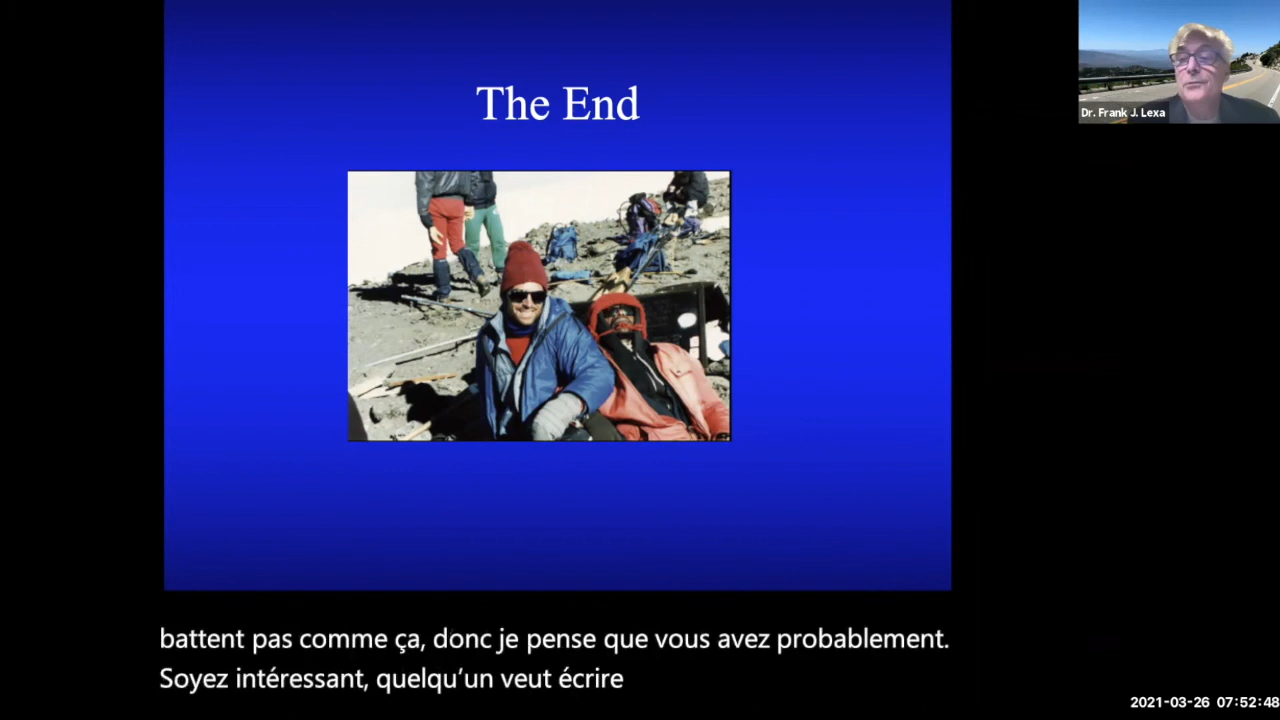 The End
Dr. Frank J. Lexa
battent pas comme ça, donc je pense que vous avez probablement.
Soyez intéressant, quelqu’un veut écrire
2021-03-26 07:52:48